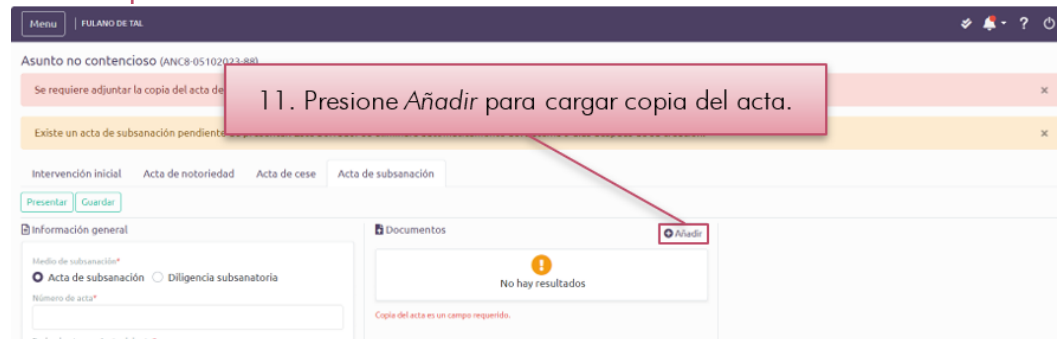 Menu | FULANO DE TAL
Asunto no contencioso (ANC8-05102023-88)
Se requiere adjuntar la copia del acta de
11. Presione Añadir para cargar copia del acta.
Existe un acta de subsanación pendiente
Intervención inicial Acta de notoriedad Acta de cese Acta de subsanación
Presentar Guardar
Información general
Documentos
Añadir
Medio de subsanación*
Acta de subsanación Diligencia subsanatoria
No hay resultados
Número de acta*
Copia del acta es un campo requerido.